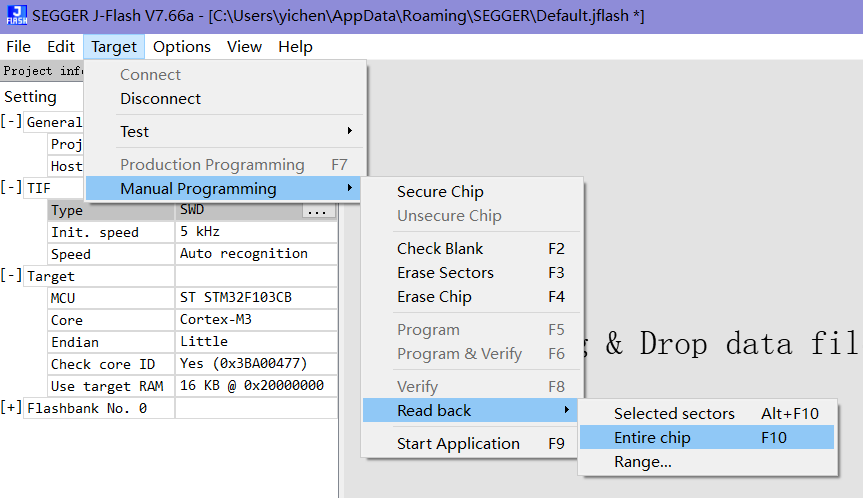 SEGGER J-Flash V7.66a - [C:\Users\yichen\AppData\Roaming\SEGGER\Default.jflash *]
File Edit Target Options View Help
Project info
Setting
[-] General
Proj
Host
[-] TIF
Type SWD ...
Init. speed 5 kHz
Speed Auto recognition
[-] Target
MCU ST STM32F103CB
Core Cortex-M3
Endian Little
Check core ID Yes (0x3BA00477)
Use target RAM 16 KB @ 0x20000000
[+] Flashbank No. 0
Connect
Disconnect
Test
Production Programming F7
Manual Programming
Secure Chip
Unsecure Chip
Check Blank F2
Erase Sectors F3
Erase Chip F4
Program F5
Program & Verify F6
Verify F8
Read back
Start Application F9
Selected sectors Alt+F10
Entire chip F10
Range...
& Drop data fil